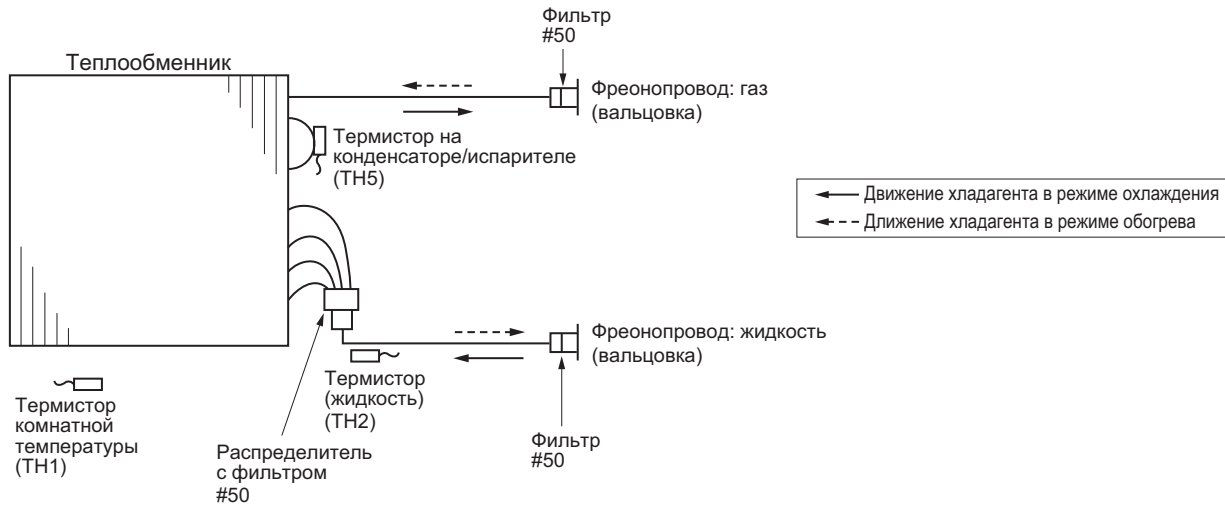 Фильтр
#50
Теплообменник
Фреонопровод: газ
(вальцовка)
Термистор на
конденсаторе/испарителе
(TH5)
Движение хладагента в режиме охлаждения
Длижение хладагента в режиме обогрева
Фреонопровод: жидкость
(вальцовка)
Термистор
(жидкость)
(TH2)
Термистор
комнатной
температуры
(TH1)
Распределитель
с фильтром
#50
Фильтр
#50